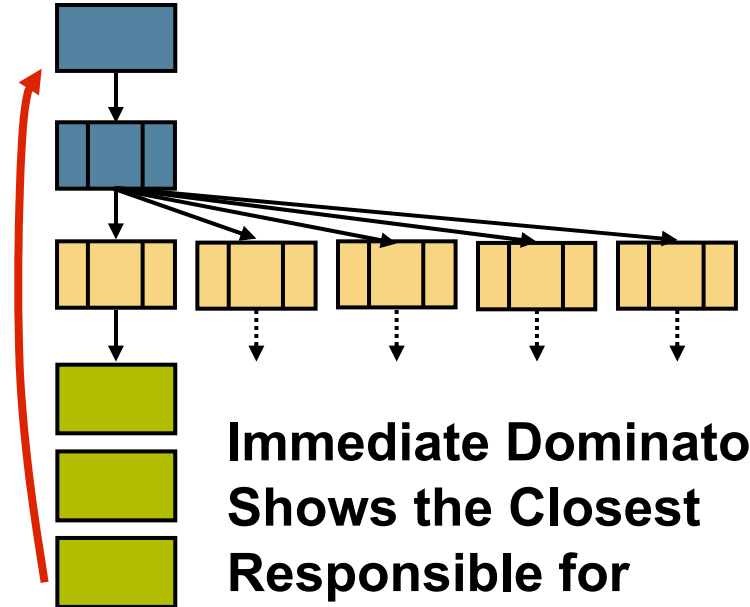 Immediate Dominato
Shows the Closest
Responsible for